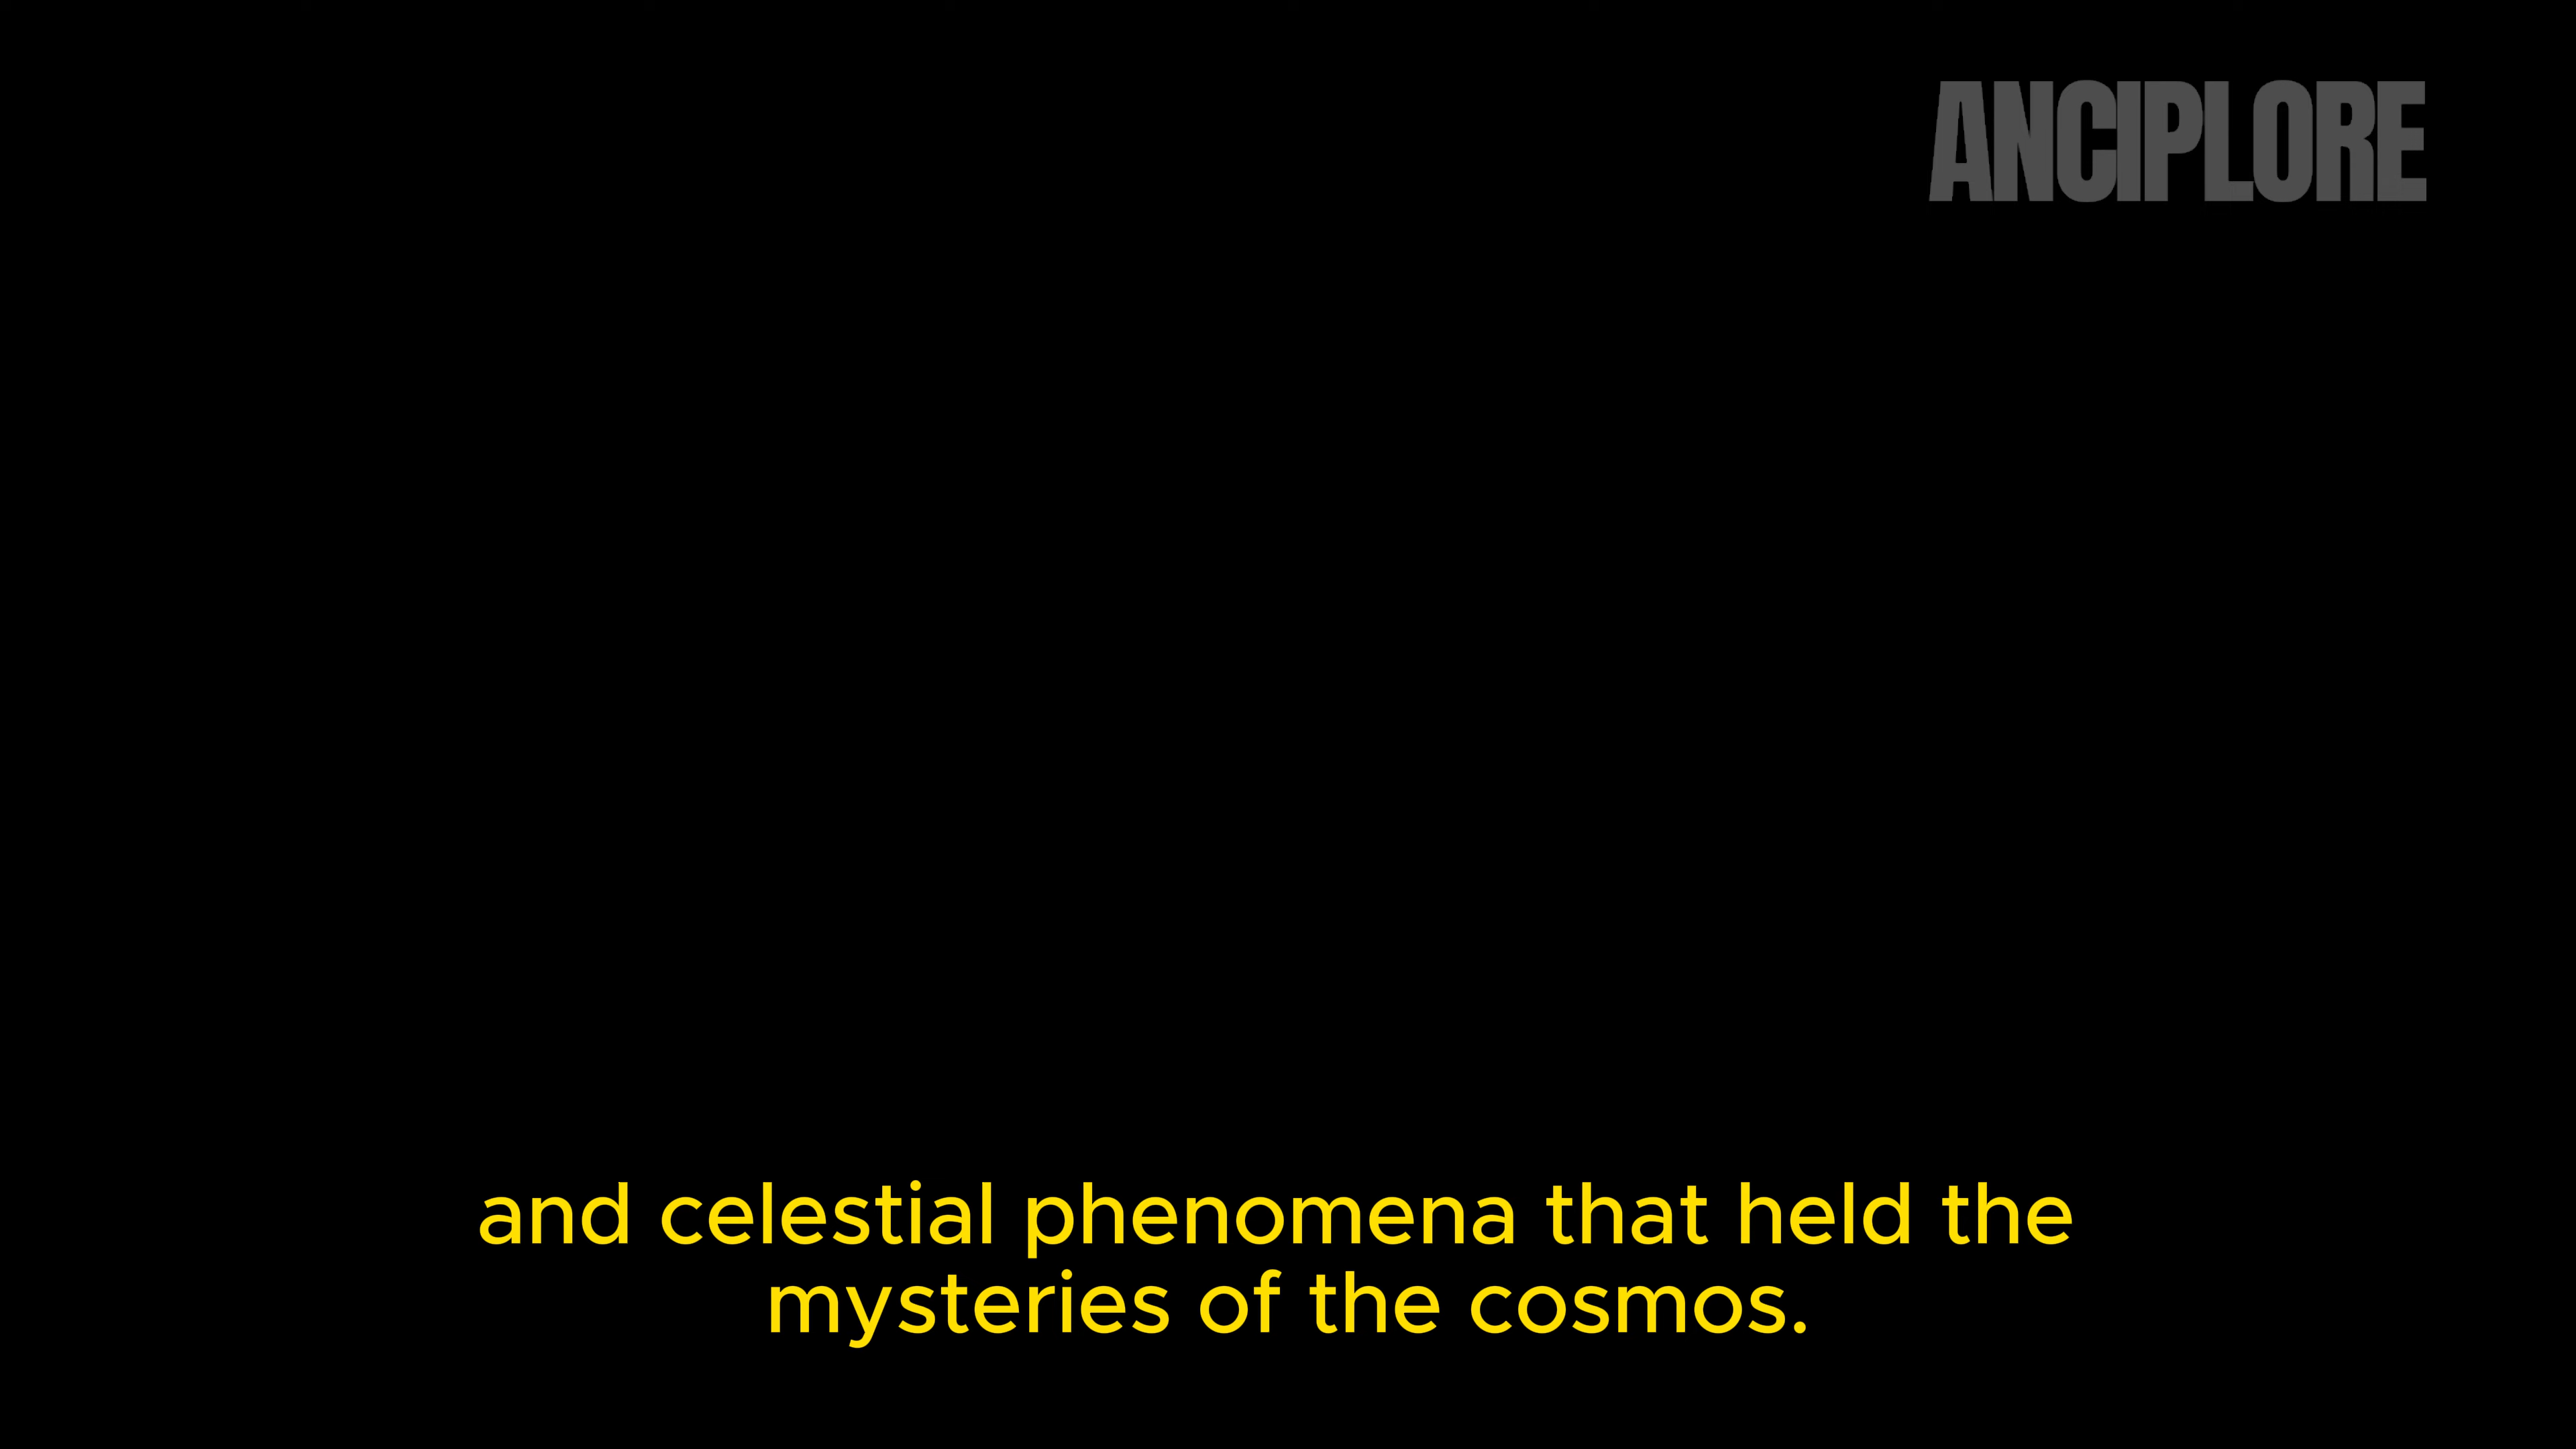 ANCIPLORE
and celestial phenomena that held the
mysteries of the cosmos.